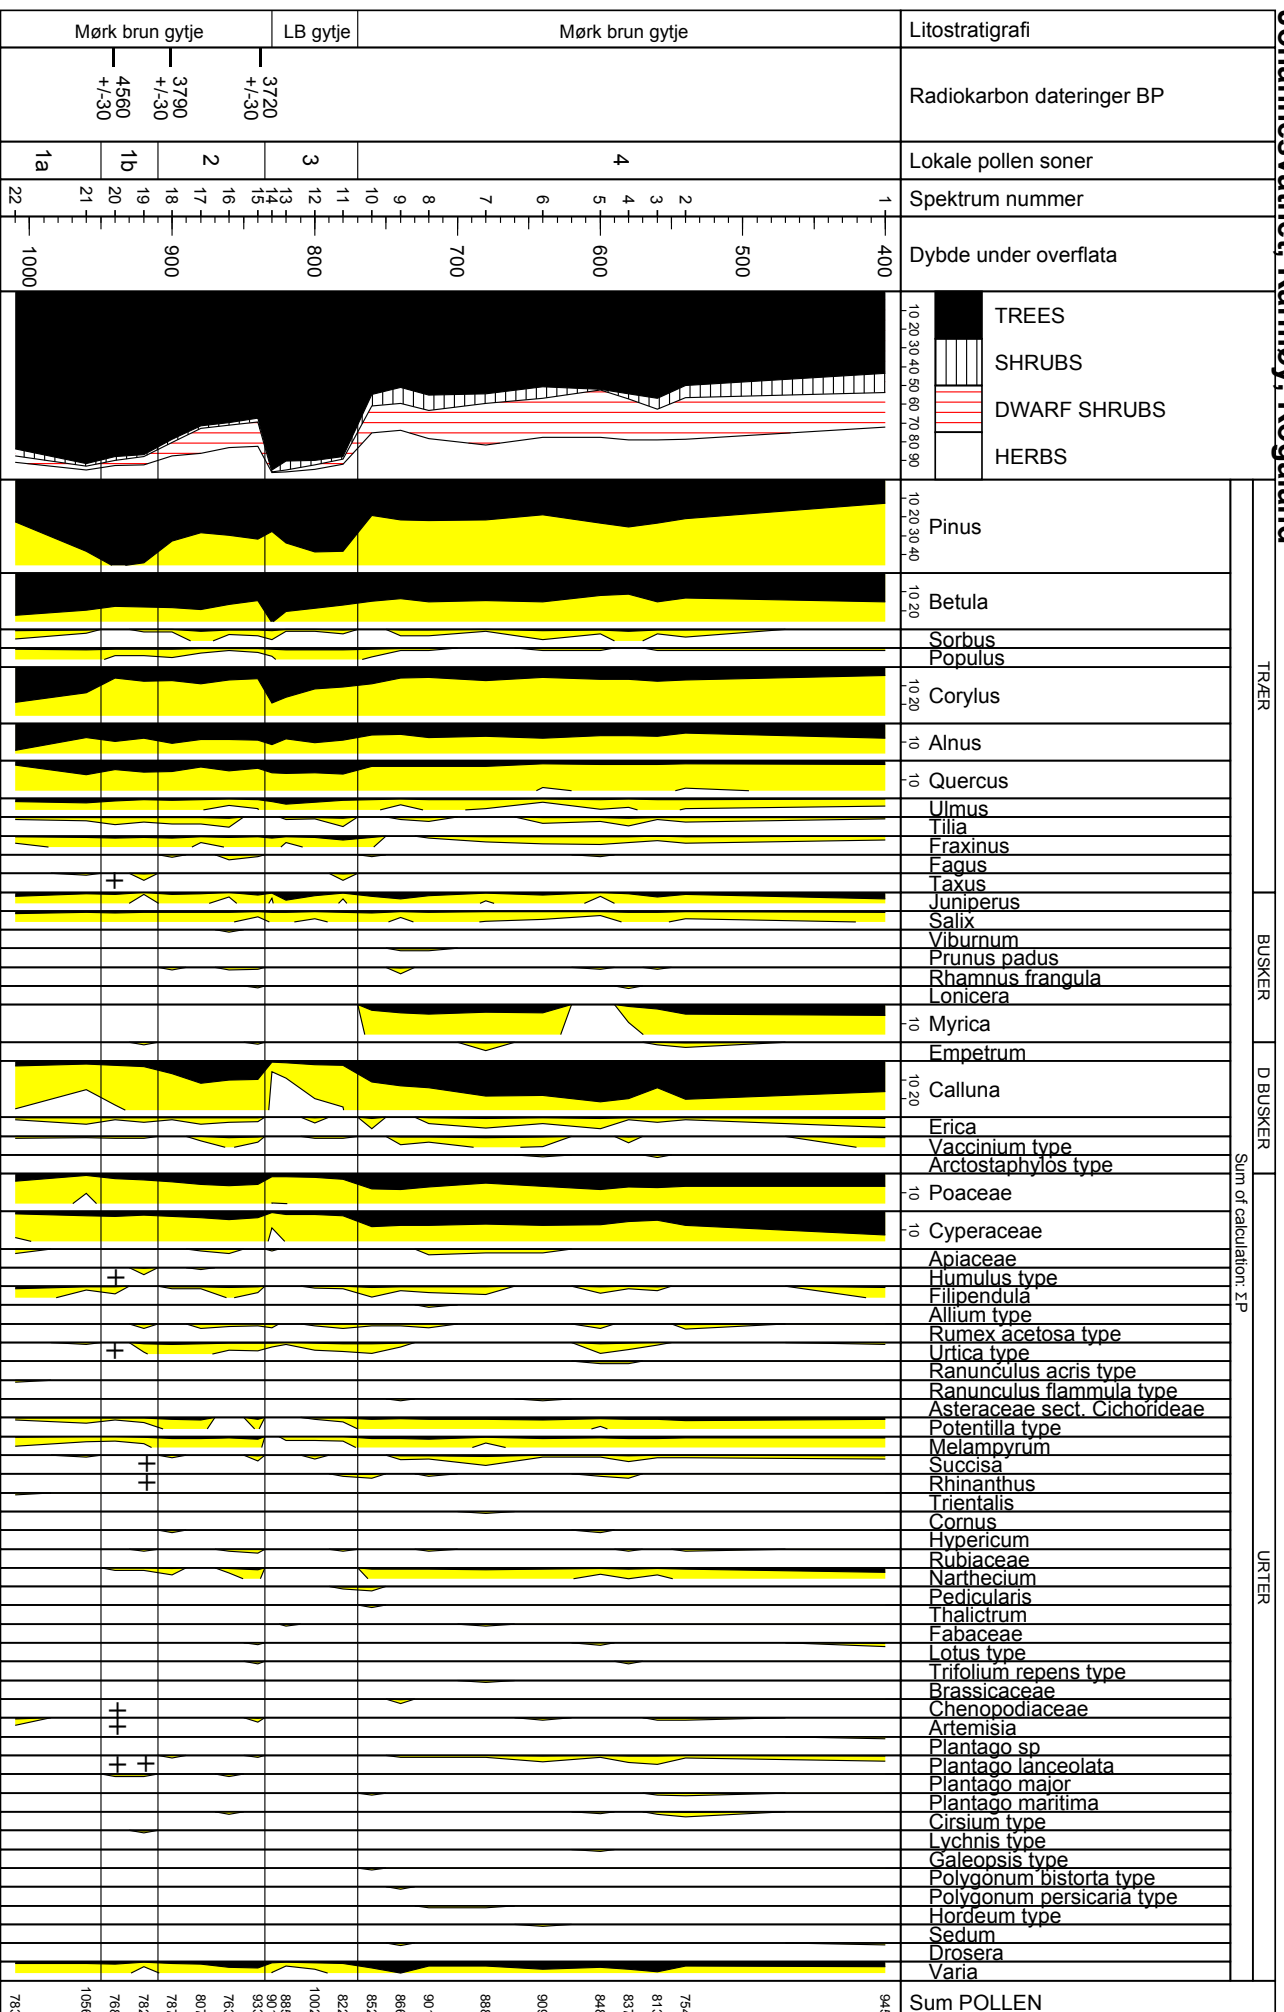 Mørk brun gytje
LB gytje
Mørk brun gytje
Litostratigrafi
4560 +/-30
3790 +/-30
3720 +/-30
Radiokarbon dateringer BP
1a 1b 2 3 4
Lokale pollen soner
22 21 20 19 18 17 16 15 14 13 12 11 10 9 8 7 6 5 4 3 2 1
Spektrum nummer
1000 900 800 700 600 500 400
Dybde under overflata
10 20 30 40 50 60 70 80 90
TREES
SHRUBS
DWARF SHRUBS
HERBS
10 20 30 40
Pinus
10 20
Betula
Sorbus
Populus
10 20
Corylus
10
Alnus
10
Quercus
Ulmus
Tilia
Fraxinus
Fagus
+
Taxus
TRÆR
Juniperus
Salix
Viburnum
Prunus padus
Rhamnus frangula
Lonicera
10
Myrica
BUSKER
Empetrum
10 20
Calluna
Erica
Vaccinium type
Arctostaphylos type
D BUSKER
10
Poaceae
10
Cyperaceae
Apiaceae
+
Humulus type
Filipendula
Allium type
Rumex acetosa type
+
Urtica type
Ranunculus acris type
Ranunculus flammula type
Asteraceae sect. Cichorideae
Potentilla type
Melampyrum
+
Succisa
+
Rhinanthus
Trientalis
Cornus
Hypericum
Rubiaceae
Narthecium
Pedicularis
Thalictrum
Fabaceae
Lotus type
Trifolium repens type
Brassicaceae
+
Chenopodiaceae
+
Artemisia
Plantago sp
+ +
Plantago lanceolata
Plantago major
Plantago maritima
Cirsium type
Lychnis type
Galeopsis type
Polygonum bistorta type
Polygonum persicaria type
Hordeum type
Sedum
Drosera
Varia
URTER
Sum of calculation: ΣP
Sum POLLEN